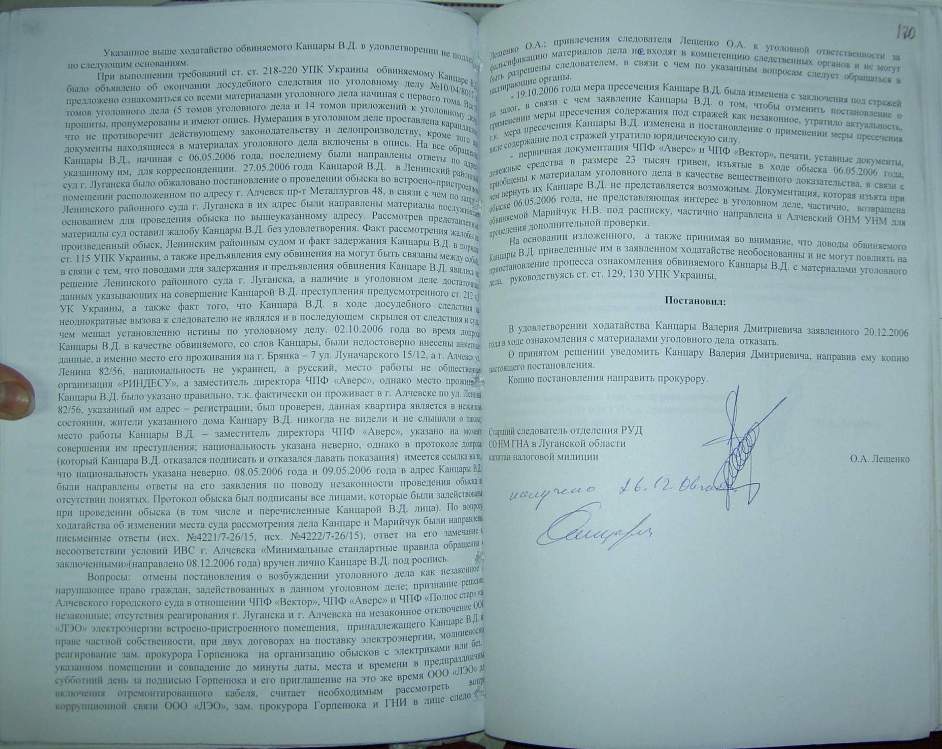 Указанное выше ходатайство обвиняемого Канцары В.Д. в удовлетворении не
по следующим основаниям.
При выполнении требований ст. ст. 218-220 УПК Украины обвиняемому Канцаре
было объявлено об окончании досудебного следствия по уголовному делу
предложено ознакомиться со всеми материалами уголовного дела начиная с первого тома.
томов уголовного дела (5 томов уголовного дела и 14 томов приложений к уголовному
прошиты, пронумерованы и имеют опись. Нумерация в уголовном деле проставлена
что не противоречит действующему законодательству и делопроизводству, кроме того
документы находящиеся в материалах уголовного дела включены в опись. На все
Канцары В.Д., начиная с 06.05.2006 года, последнему были направлены ответы по
указанному им, для корреспонденции. 27.05.2006 года Канцарой В.Д. в Ленинский
суд г. Луганска было обжаловано постановление о проведении обыска во
помещении расположенном по адресу г. Алчевск пр-т Металлургов 48, в связи с чем по
Ленинского районного суда г. Луганска в их адрес были направлены материалы
основанием для проведения обыска по вышеуказанному адресу. Рассмотрев
материалы суд оставил жалобу Канцары В.Д. без удовлетворения. Факт рассмотрения
произведенный обыск, Ленинским районным судом и факт задержания Канцары В.Д. в
ст. 115 УПК Украины, а также предъявления ему обвинения на могут быть связаны между
в связи с тем, что поводами для задержания и предъявления обвинения Канцаре В.Д.
решение Ленинского районного суда г. Луганска, а наличие в уголовном деле
данных указывающих на совершение Канцарой В.Д. преступления предусмотренного ст. 212
УК Украины, а также факт того, что Канцара В.Д. в ходе досудебного следствия
неоднократные вызова к следователю не являлся и в последующем скрылся от следствия и
чем мешал установлению истины по уголовному делу. 02.10.2006 года во время
Канцары В.Д. в качестве обвиняемого, со слов Канцары, были недостоверно внесены
данные, а именно место его проживания на г. Брянка – 7 ул. Луначарского 15/12, а г.
Ленина 82/56, национальность не украинец, а русский, место работы не
организация «РИНДЕСУ», а заместитель директора ЧПФ «Аверс», однако место
Канцары В.Д. было указано правильно, т.к. фактически он проживает в г. Алчевске по ул.
82/56, указанный им адрес – регистрации, был проверен, данная квартира является в
состоянии, жители указанного дома Канцару В.Д. никогда не видели и не слышали о
место работы Канцары В.Д. – заместитель директора ЧПФ «Аверс», указано на
совершения им преступления; национальность указана неверно, однако в протоколе
(который Канцара В.Д. отказался подписать и отказался давать показания) имеется ссылка
что национальность указана неверно. 08.05.2006 года и 09.05.2006 года в адрес Канцары
были направлены ответы на его заявления по поводу незаконности проведения обыска
отсутствии понятых. Протокол обыска был подписаны все лицами, которые были
при проведении обыска (в том числе и перечисленные Канцарой В.Д. лица). По
ходатайства об изменении места суда рассмотрения дела Канцаре и Марийчук были
письменные ответы (исх. №4221/7-26/15, исх. №4222/7-26/15), ответ на его замечание
несоответствии условий ИВС г. Алчевска «Минимальные стандартные правила обращения
заключенными»(направлено 08.12.2006 года) вручен лично Канцаре В.Д. под роспись.
Вопросы: отмены постановления о возбуждении уголовного дела как незаконное
нарушающее право граждан, задействованных в данном уголовном деле; признание
Алчевского городского суда в отношении ЧПФ «Вектор», ЧПФ «Аверс» и ЧПФ «Полюс
незаконные; отсутствия реагирования г. Луганска и г. Алчевска на незаконное отключение
«ЛЭО» электроэнергии встроено-пристроенного помещения, принадлежащего Канцаре В.Д.
праве частной собственности, при двух договорах на поставку электроэнергии,
реагирование зам. прокурора Горпенюка на организацию обысков с электриками или
указанном помещении и совпадение до минуты даты, места и времени в
субботний день за подписью Горпенюка и его приглашение на это же время ООО «ЛЭО»
включения отремонтированного кабеля, считает необходимым рассмотреть
коррупционной связи ООО «ЛЭО», зам. прокурора Горпенюка и ГНИ в лице
170
Лещенко О.А.; привлечения следователя Лещенко О.А. к уголовной ответственности за
фальсификацию материалов дела не входят в компетенцию следственных органов и не могут
быть разрешены следователем, в связи с чем по указанным вопросам следует обращаться в
органы.
- 19.10.2006 года мера пресечения Канцаре В.Д. была изменена с заключения под стражей
на залог, в связи с чем заявление Канцары В.Д. о том, чтобы отменить постановление о
применении меры пресечения содержания под стражей как незаконное, утратило актуальность,
т.к. мера пресечения Канцары В.Д. изменена и постановление о применении меры пресечения
виде содержание под стражей утратило юридическую силу.
- первичная документация ЧПФ «Аверс» и ЧПФ «Вектор», печати, уставные документы,
денежные средства в размере 23 тысяч гривен, изъятые в ходе обыска 06.05.2006 года,
приобщены к материалам уголовного дела в качестве вещественного доказательства, в связи с
чем вернуть их Канцаре В.Д. не представляется возможным. Документация, которая изъята при
обыске 06.05.2006 года, не представляющая интерес в уголовном деле, частично, возвращена
обвиняемой Марийчук Н.В. под расписку, частично направлена в Алчевский ОНМ УНМ для
проведения дополнительной проверки.
На основании изложенного, а также принимая во внимание, что доводы обвиняемого
Канцары В.Д. приведенные им в заявленном ходатайстве необоснованны и не могут повлиять на
приостановление процесса ознакомления обвиняемого Канцары В.Д. с материалами уголовного
дела, руководствуясь ст. ст. 129, 130 УПК Украины,
Постановил:
В удовлетворении ходатайства Канцары Валерия Дмитриевича заявленного 20.12.2006
года в ходе ознакомления с материалами уголовного дела отказать.
О принятом решении уведомить Канцару Валерия Дмитриевича, направив ему копию
настоящего постановления.
Копию постановления направить прокурору.
Старший следователь отделения РУД
СОНМ ГНА в Луганской области
капитан налоговой милиции
О.А. Лещенко
получено 26.12.06